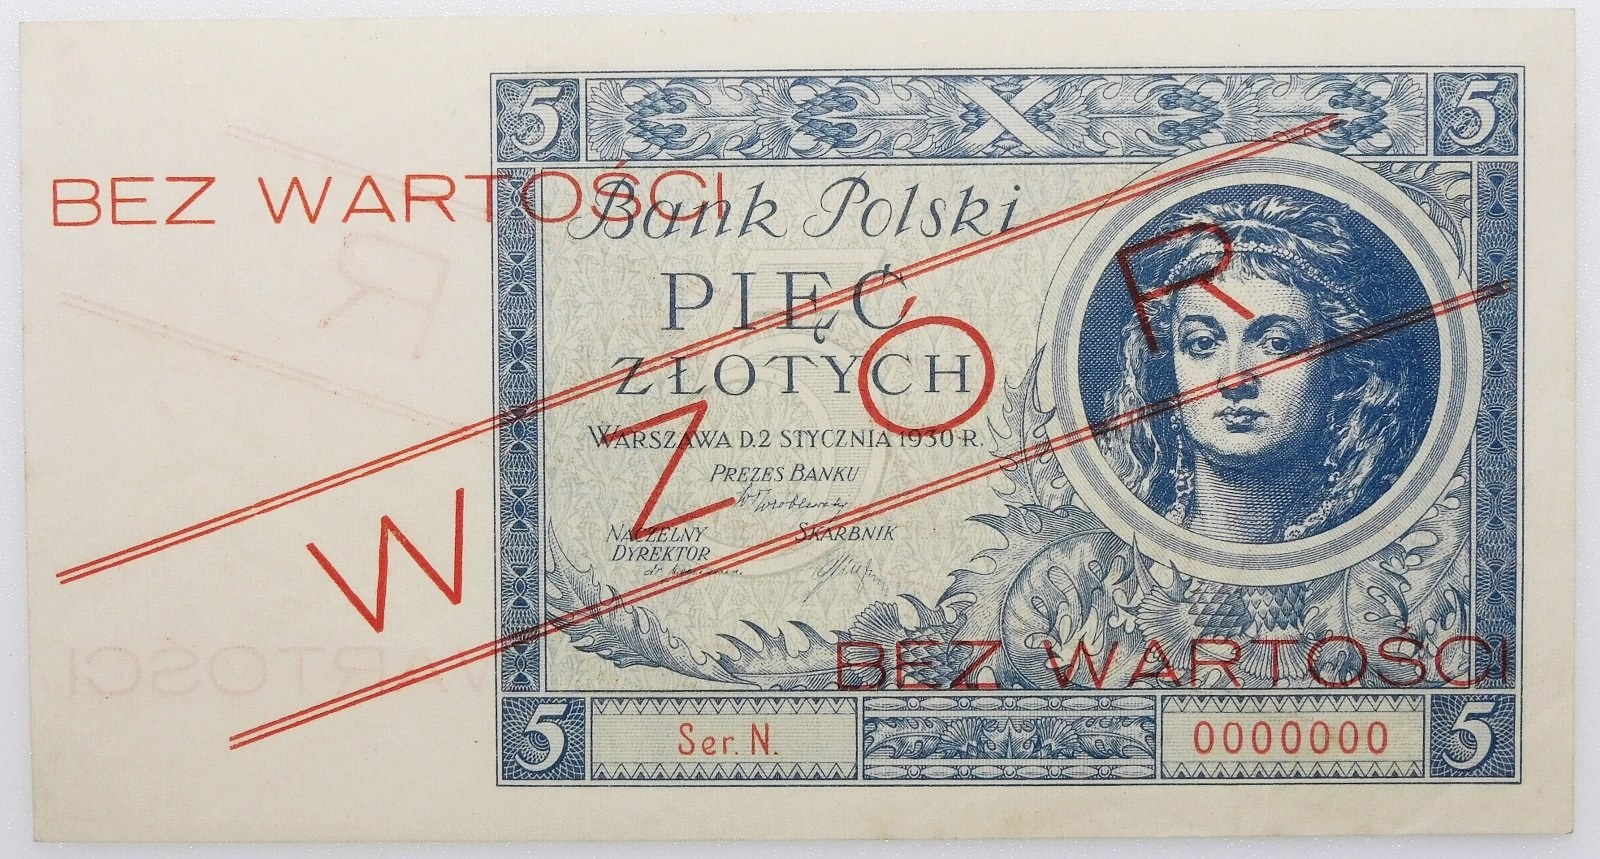 5 5
BEZ WARTOŚCI
Bank Polski
PIĘĆ
ZŁOTYCH
WARSZAWA D. 2 STYCZNIA 1930 R.
PREZES BANKU
NACZELNY
DYREKTOR
SKARBNIK
WZÓR
BEZ WARTOŚCI
5 Ser. N. 0000000 5